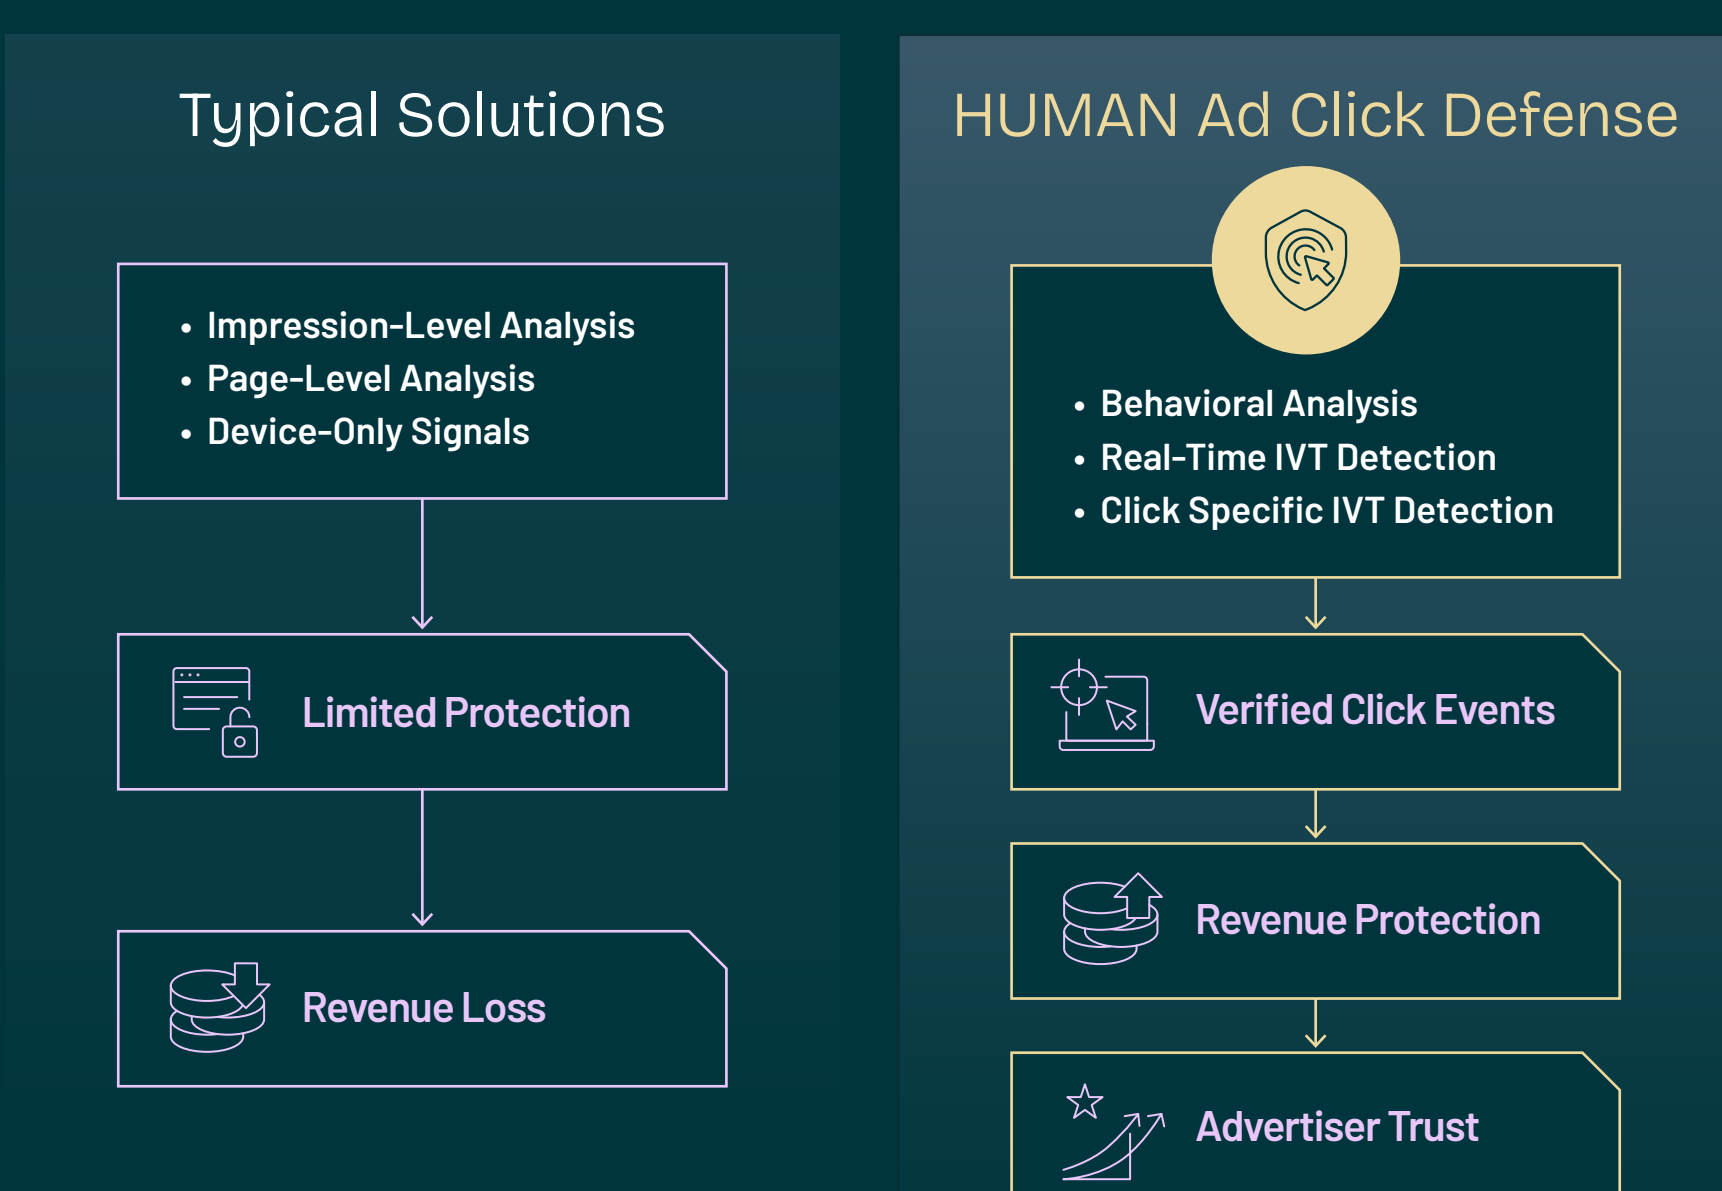 Typical Solutions
• Impression-Level Analysis
• Page-Level Analysis
• Device-Only Signals
Limited Protection
Revenue Loss
HUMAN Ad Click Defense
• Behavioral Analysis
• Real-Time IVT Detection
• Click Specific IVT Detection
Verified Click Events
Revenue Protection
Advertiser Trust